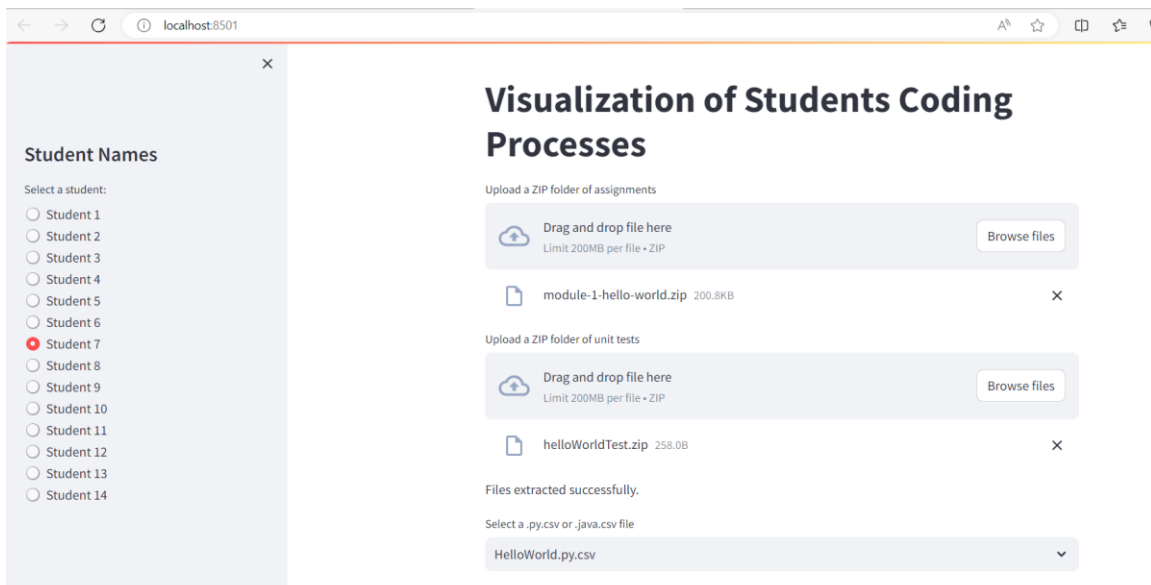 localhost:8501
Visualization of Students Coding
Processes
Student Names
Select a student:
Student 1
Student 2
Student 3
Student 4
Student 5
Student 6
Student 7
Student 8
Student 9
Student 10
Student 11
Student 12
Student 13
Student 14
Upload a ZIP folder of assignments
Drag and drop file here
Limit 200MB per file • ZIP
Browse files
module-1-hello-world.zip 200.8KB
Upload a ZIP folder of unit tests
Drag and drop file here
Limit 200MB per file • ZIP
Browse files
helloWorldTest.zip 258.0B
Files extracted successfully.
Select a .py.csv or .java.csv file
HelloWorld.py.csv